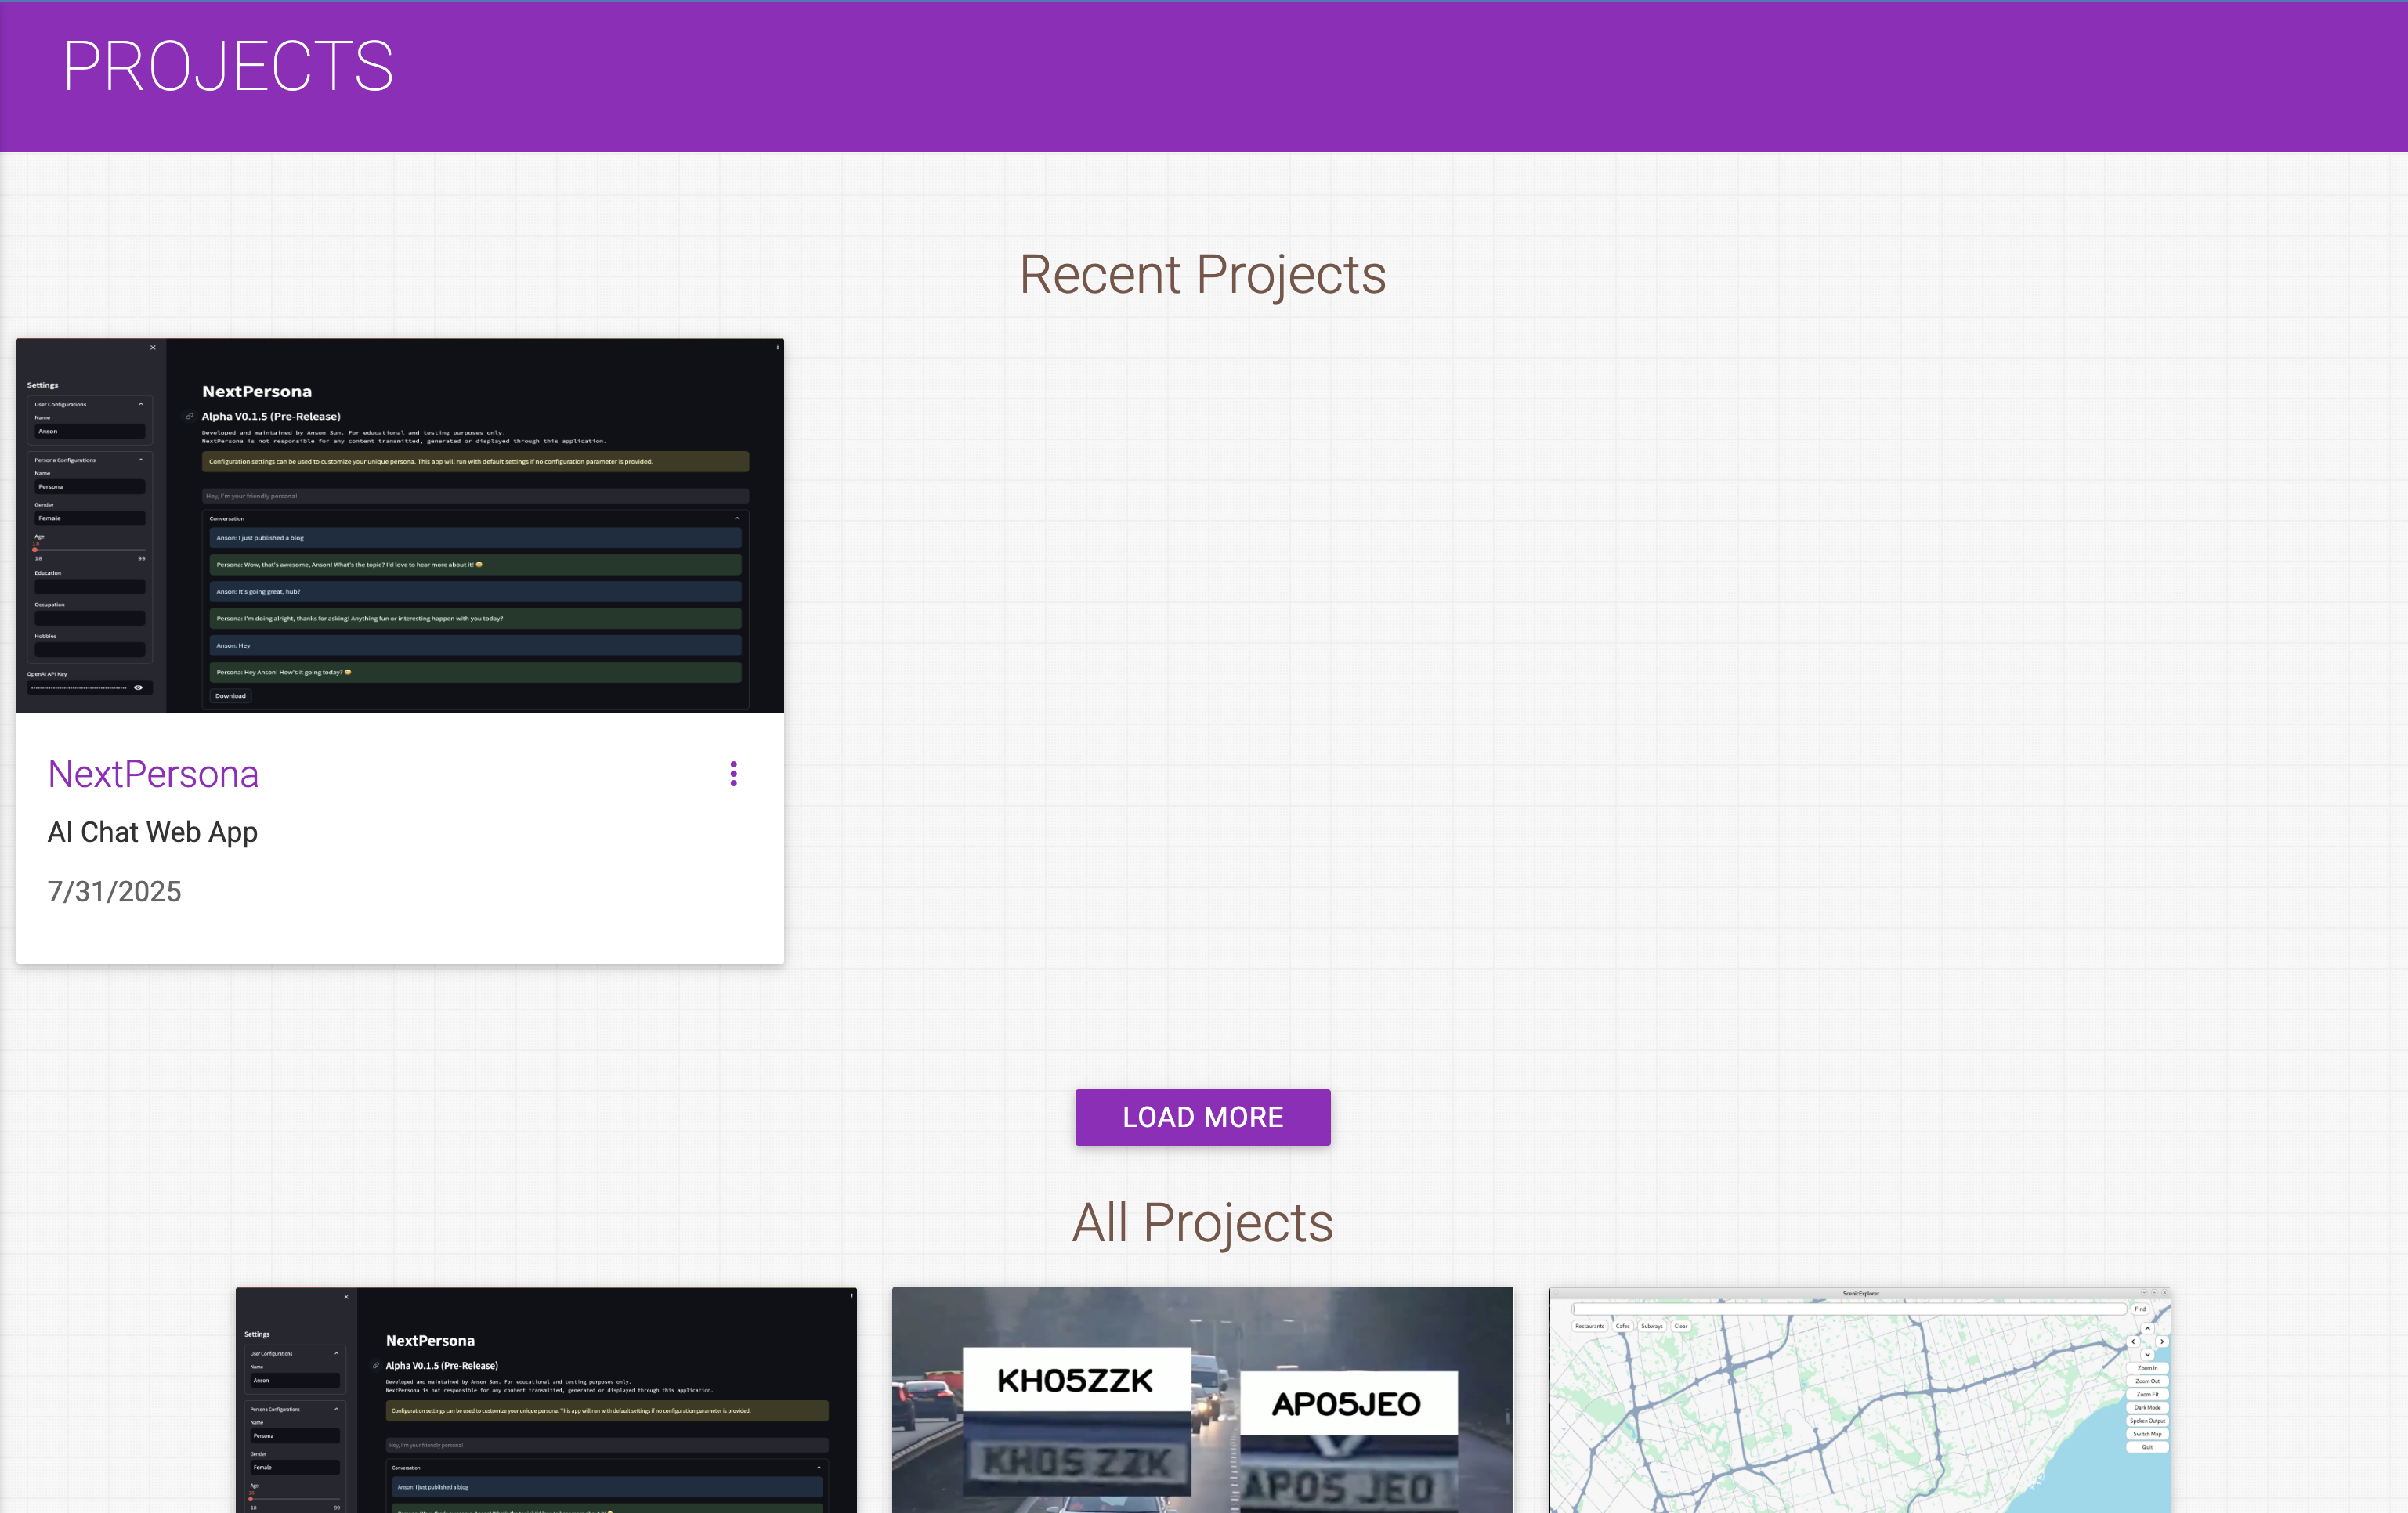 PROJECTS
Recent Projects
Settings
User Configurations
Name
Anson
Persona Configurations
Name
Persona
Gender
Female
Age
18
18 99
Education
Occupation
Hobbies
OpenAI API Key
NextPersona
Alpha V0.1.5 (Pre-Release)
Developed and maintained by Anson Sun. For educational and testing purposes only.
NextPersona is not responsible for any content transmitted, generated or displayed through this application.
Configuration settings can be used to customize your unique persona. This app will run with default settings if no configuration parameter is provided.
Hey, I'm your friendly persona!
Conversation
Anson: I just published a blog
Persona: Wow, that's awesome, Anson! What's the topic? I'd love to hear more about it!
Anson: It's going great, hub?
Persona: I'm doing alright, thanks for asking! Anything fun or interesting happen with you today?
Anson: Hey
Persona: Hey Anson! How's it going today?
Download
NextPersona
AI Chat Web App
7/31/2025
LOAD MORE
All Projects
Settings
User Configurations
Name
Anson
Persona Configurations
Name
Persona
Gender
Female
Age
18
18 99
NextPersona
Alpha V0.1.5 (Pre-Release)
Developed and maintained by Anson Sun. For educational and testing purposes only.
NextPersona is not responsible for any content transmitted, generated or displayed through this application.
Configuration settings can be used to customize your unique persona. This app will run with default settings if no configuration parameter is provided.
Hey, I'm your friendly persona!
Conversation
Anson: I just published a blog
KH05ZZK
KH05 ZZK
AP05JEO
AP05 JEO
ScenicExplorer
Find
Restaurants Cafes Subways Clear
Zoom In
Zoom Out
Zoom Fit
Dark Mode
Spoken Output
Switch Map
Quit